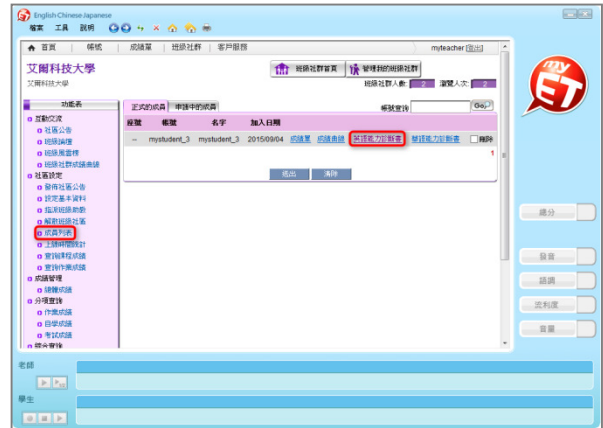 English Chinese Japanese
檔案 工具 說明
首頁 | 帳號 | 成績單 | 班級社群 | 客戶服務 myteacher [登出]
艾爾科技大學
艾爾科技大學
班級社群首頁 管理我的班級社群
班級社群人數: 2 瀏覽人次: 2
功能表
互動交流
社區公告
班級論壇
班級風雲榜
班級社群成績曲線
社區設定
發佈社區公告
設定基本資料
指派班級助教
解散班級社區
成員列表
上課時間統計
查詢課程成績
查詢作業成績
成績管理
總體成績
分項查詢
作業成績
自學成績
考試成績
綜合查詢
正式的成員 申請中的成員 帳號查詢 Go
座號 帳號 名字 加入日期
-- mystudent_3 mystudent_3 2015/09/04 成績單 成績曲線 英語能力診斷書 華語能力診斷書 刪除
1
送出 清除
my
ET
總分
發音
語調
流利度
音量
老師
學生